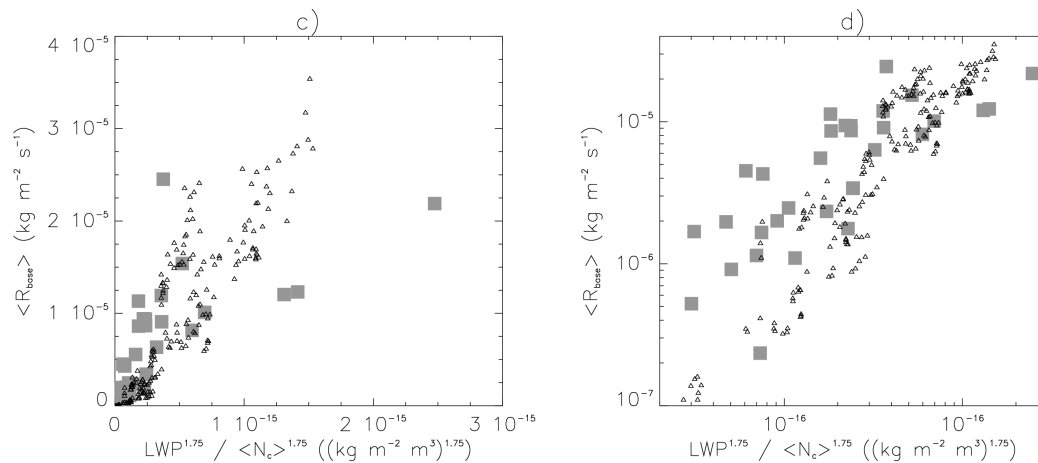 c)
<R_base> (kg m^-2 s^-1)
4 10^-5
3 10^-5
2 10^-5
1 10^-5
0
0
1 10^-15
2 10^-15
3 10^-15
LWP^1.75 / <N_c>^1.75 ((kg m^-2 m^3)^1.75)
d)
<R_base> (kg m^-2 s^-1)
10^-5
10^-6
10^-7
10^-16
10^-16
LWP^1.75 / <N_c>^1.75 ((kg m^-2 m^3)^1.75)